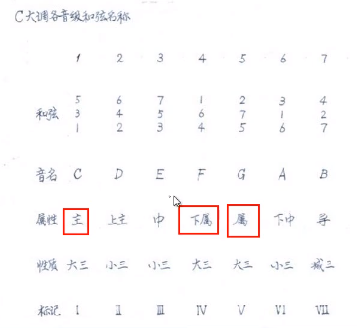 C大调各音级和弦名称
1 2 3 4 5 6 7
5 6 7 1 2 3 4
和弦 3 4 5 6 7 1 2
1 2 3 4 5 6 7
音名 C D E F G A B
属性 主 上主 中 下属 属 下中 导
性质 大三 小三 小三 大三 大三 小三 减三
标记 I II III IV V VI VII